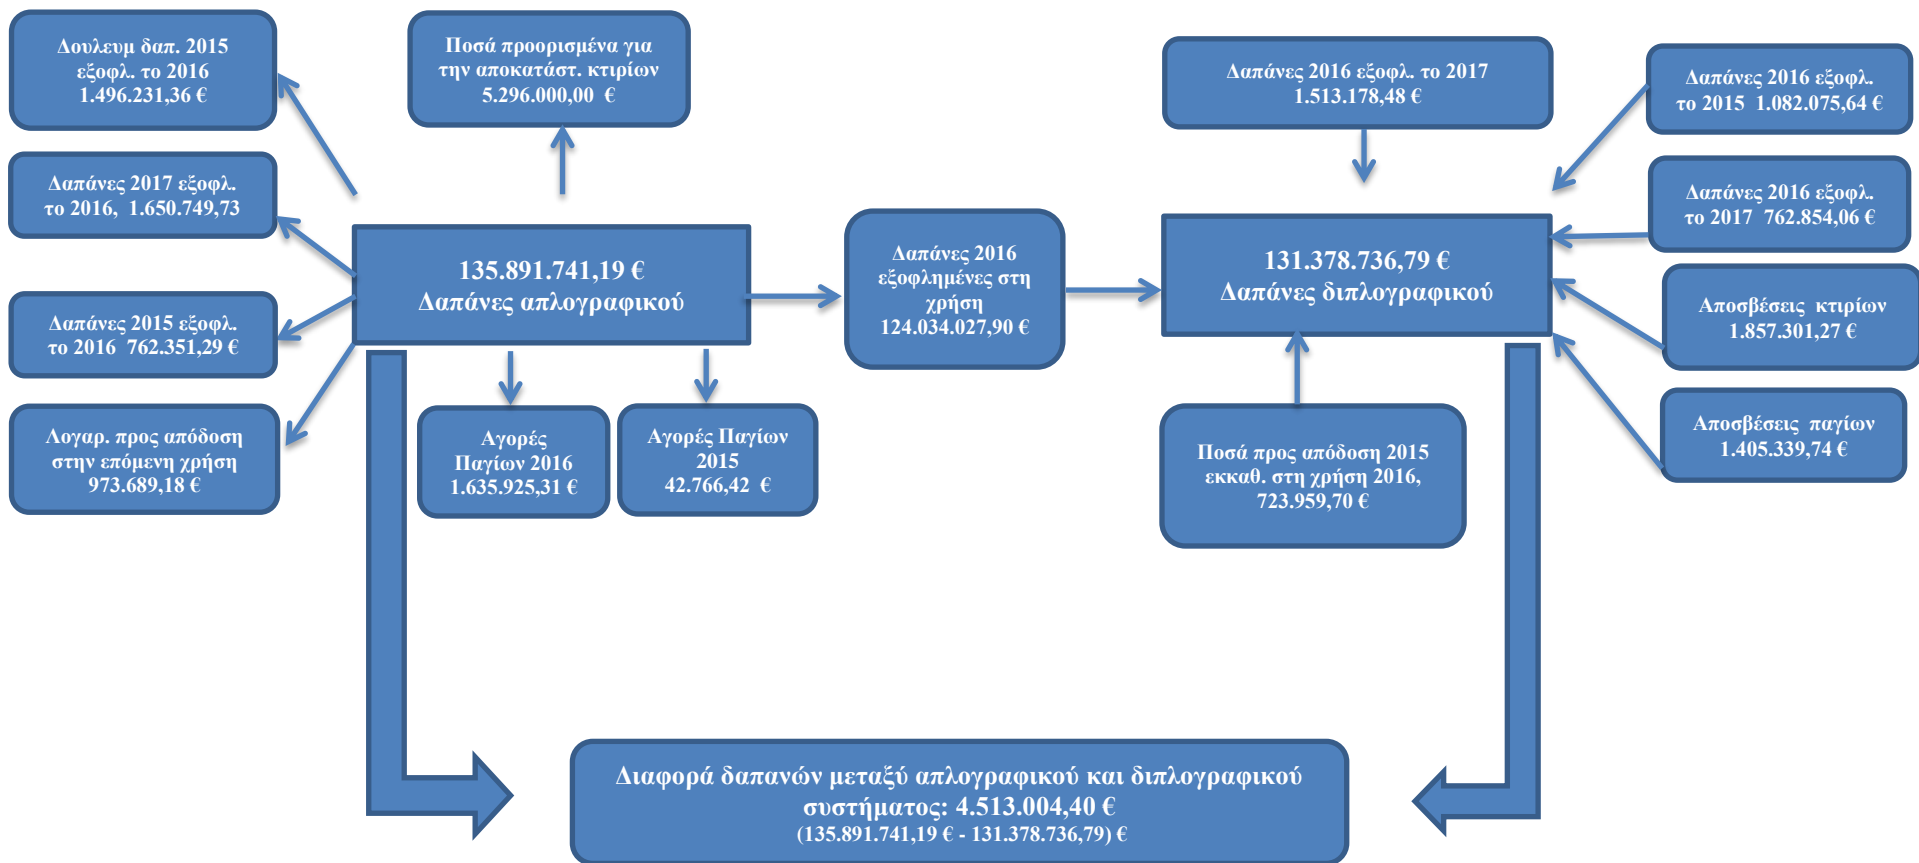 Δουλευμ δαπ. 2015
εξοφλ. το 2016
1.496.231,36 €
Ποσά προορισμένα για
την αποκατάστ. κτιρίων
5.296.000,00 €
Δαπάνες 2016 εξοφλ. το 2017
1.513.178,48 €
Δαπάνες 2016 εξοφλ.
το 2015 1.082.075,64 €
Δαπάνες 2017 εξοφλ.
το 2016, 1.650.749,73
Δαπάνες 2016 εξοφλ.
το 2017 762.854,06 €
135.891.741,19 €
Δαπάνες απλογραφικού
Δαπάνες 2016
εξοφλημένες στη
χρήση
124.034.027,90 €
131.378.736,79 €
Δαπάνες διπλογραφικού
Δαπάνες 2015 εξοφλ.
το 2016 762.351,29 €
Αποσβέσεις κτιρίων
1.857.301,27 €
Λογαρ. προς απόδοση
στην επόμενη χρήση
973.689,18 €
Αγορές
Παγίων 2016
1.635.925,31 €
Αγορές Παγίων
2015
42.766,42 €
Ποσά προς απόδοση 2015
εκκαθ. στη χρήση 2016,
723.959,70 €
Αποσβέσεις παγίων
1.405.339,74 €
Διαφορά δαπανών μεταξύ απλογραφικού και διπλογραφικού
συστήματος: 4.513.004,40 €
(135.891.741,19 € - 131.378.736,79) €